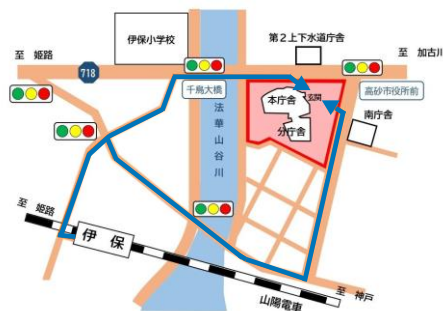 伊保小学校
第2上下水道庁舎
至 姫路
至 加古川
718
千鳥大橋
高砂市役所前
本庁舎
玄関
分庁舎
南庁舎
法華山谷川
至 姫路
伊保
山陽電車
至 神戸